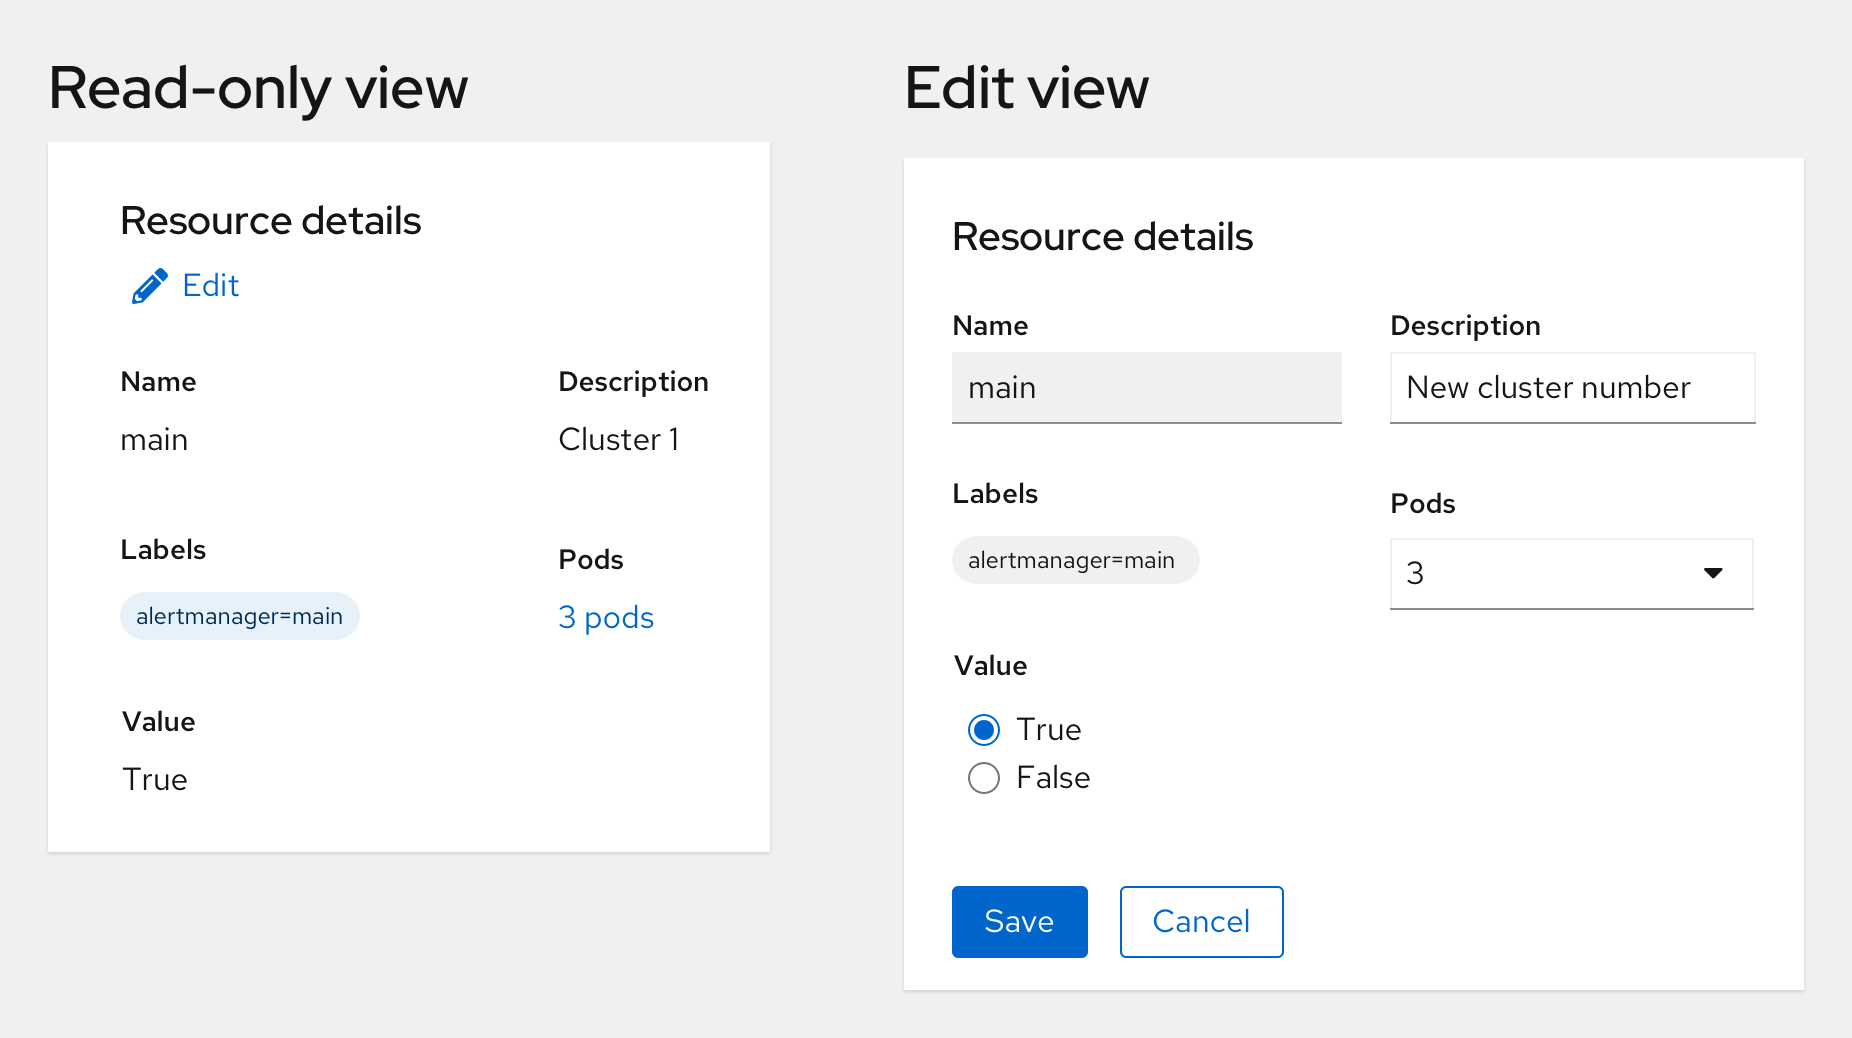 Read-only view
Resource details
Edit
Name
Description
main
Cluster 1
Labels
Pods
alertmanager=main
3 pods
Value
True
Edit view
Resource details
Name
Description
main
New cluster number
Labels
Pods
alertmanager=main
3
Value
True
False
Save
Cancel